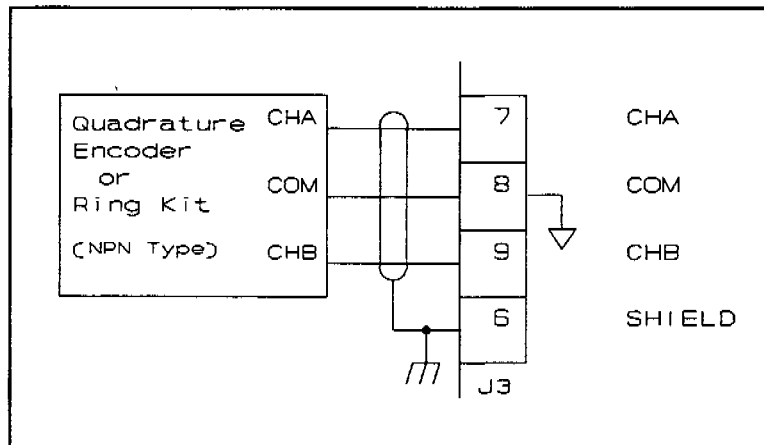 Quadrature
Encoder
or
Ring Kit
(NPN Type)
CHA
COM
CHB
7
8
9
6
J3
CHA
COM
CHB
SHIELD